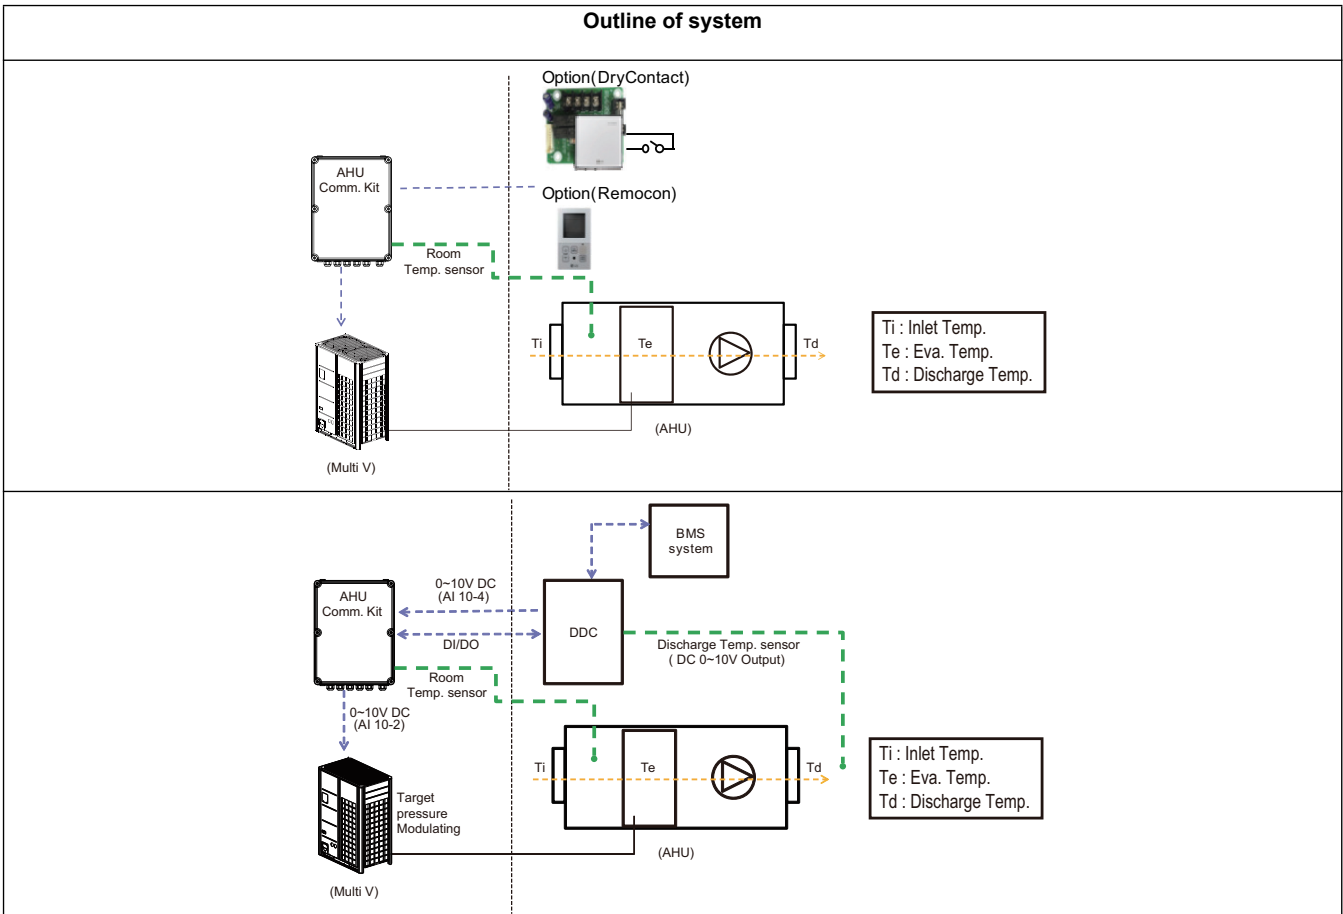 Outline of system
Option(DryContact)
AHU
Comm. Kit
Option(Remocon)
Room
Temp. sensor
Ti
Te
Td
Ti : Inlet Temp.
Te : Eva. Temp.
Td : Discharge Temp.
(AHU)
(Multi V)
BMS
system
0~10V DC
(AI 10-4)
AHU
Comm. Kit
DDC
DI/DO
Discharge Temp. sensor
( DC 0~10V Output)
Room
Temp. sensor
0~10V DC
(AI 10-2)
Ti
Te
Td
Ti : Inlet Temp.
Te : Eva. Temp.
Td : Discharge Temp.
Target
pressure
Modulating
(AHU)
(Multi V)